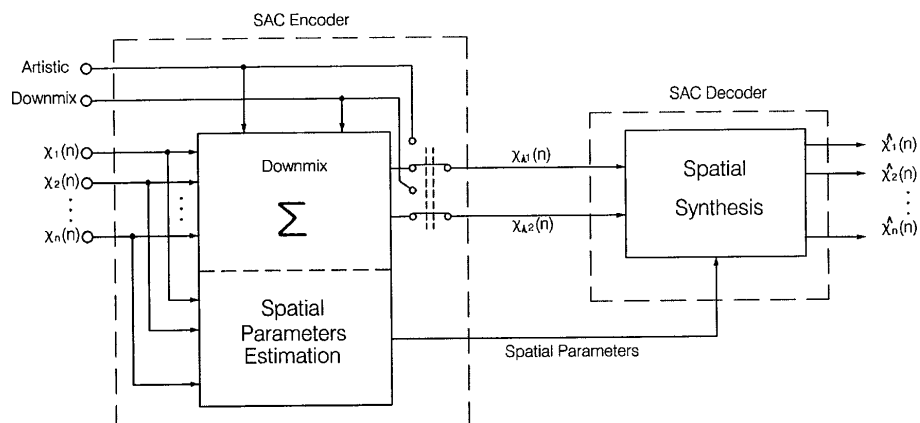 SAC Encoder
Artistic
Downmix
SAC Decoder
χ₁(n)
χ₂(n)
⋮
χₙ(n)
Downmix
⋮
Σ
Spatial
Parameters
Estimation
χA1(n)
χA2(n)
Spatial
Synthesis
χ̂₁(n)
χ̂₂(n)
⋮
χ̂ₙ(n)
Spatial Parameters